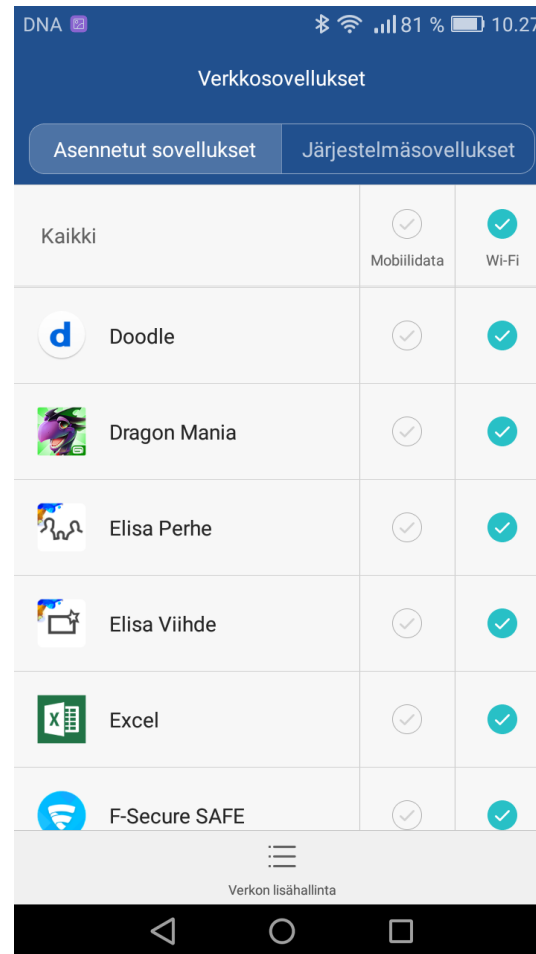 DNA 81 % 10.27
Verkkosovellukset
Asennetut sovellukset Järjestelmäsovellukset
Kaikki
Mobiilidata Wi-Fi
d Doodle
Dragon Mania
Elisa Perhe
Elisa Viihde
X Excel
F-Secure SAFE
Verkon lisähallinta